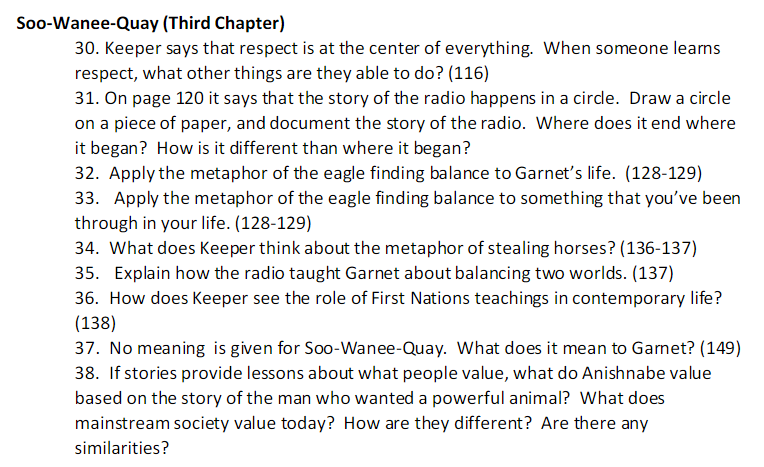 Soo-Wanee-Quay (Third Chapter)
30. Keeper says that respect is at the center of everything.  When someone learns
respect, what other things are they able to do? (116)
31. On page 120 it says that the story of the radio happens in a circle.  Draw a circle
on a piece of paper, and document the story of the radio.  Where does it end where
it began?  How is it different than where it began?
32.  Apply the metaphor of the eagle finding balance to Garnet's life.  (128-129)
33.   Apply the metaphor of the eagle finding balance to something that you've been
through in your life. (128-129)
34.  What does Keeper think about the metaphor of stealing horses? (136-137)
35.   Explain how the radio taught Garnet about balancing two worlds. (137)
36.  How does Keeper see the role of First Nations teachings in contemporary life?
(138)
37.  No meaning  is given for Soo-Wanee-Quay.  What does it mean to Garnet? (149)
38.  If stories provide lessons about what people value, what do Anishnabe value
based on the story of the man who wanted a powerful animal?  What does
mainstream society value today?  How are they different?  Are there any
similarities?